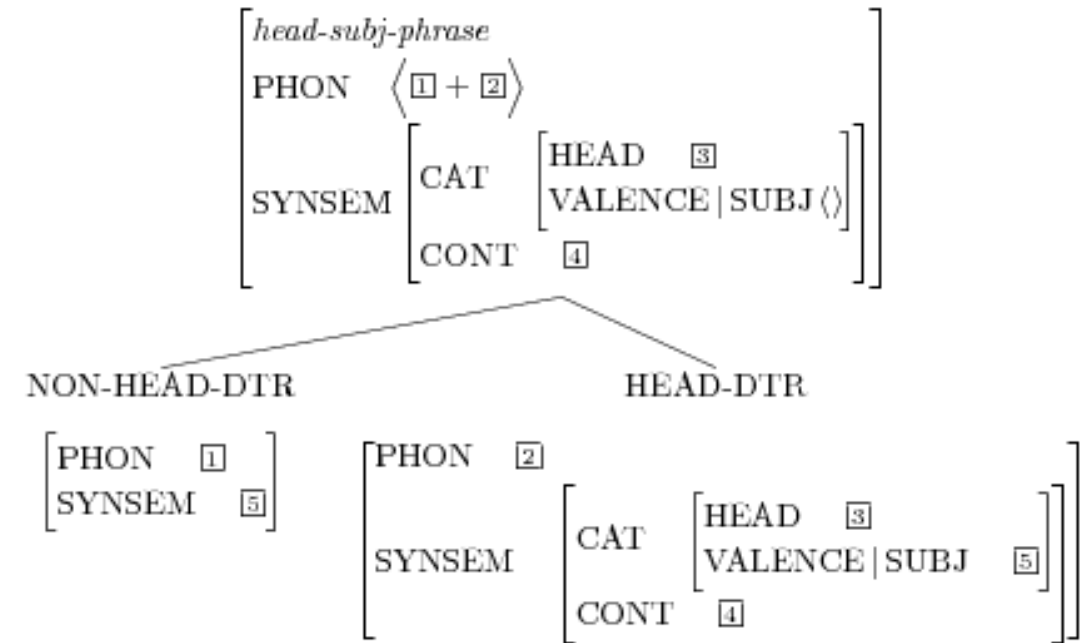 head-subj-phrase
PHON ⟨[1] + [2]⟩
SYNSEM
CAT
HEAD [3]
VALENCE | SUBJ ⟨⟩
CONT [4]
NON-HEAD-DTR
HEAD-DTR
PHON [1]
SYNSEM [5]
PHON [2]
SYNSEM
CAT
HEAD [3]
VALENCE | SUBJ [5]
CONT [4]